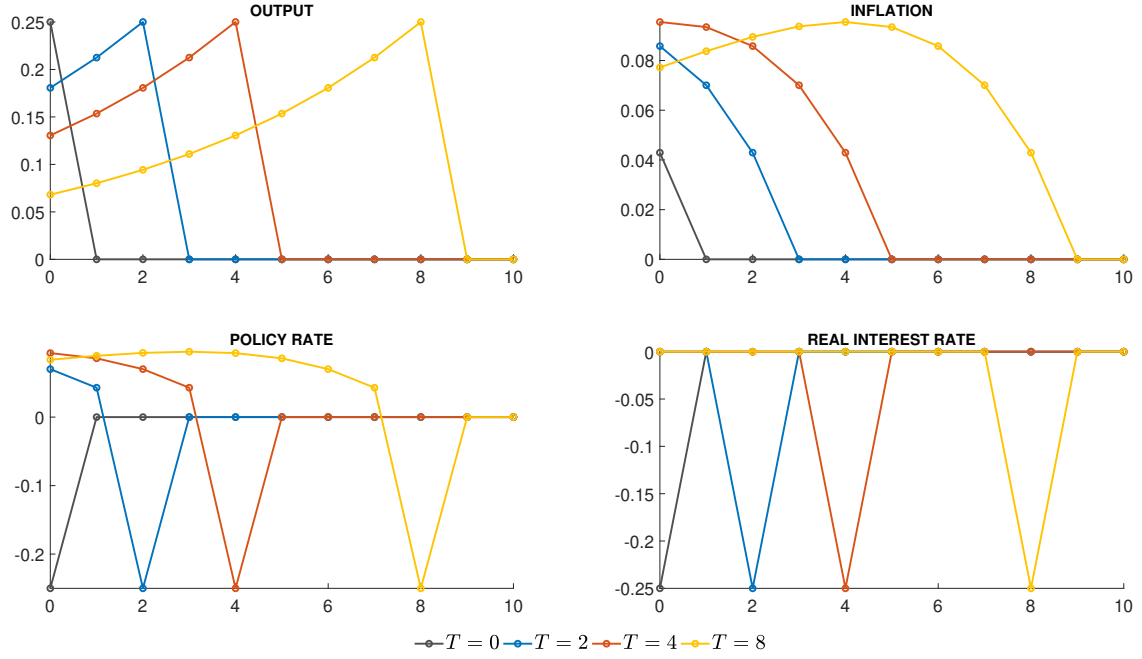 OUTPUT
0.25
0.2
0.15
0.1
0.05
0
0 2 4 6 8 10
INFLATION
0.08
0.06
0.04
0.02
0
0 2 4 6 8 10
POLICY RATE
0
-0.1
-0.2
0 2 4 6 8 10
REAL INTEREST RATE
0
-0.05
-0.1
-0.15
-0.2
-0.25
0 2 4 6 8 10
T = 0 T = 2 T = 4 T = 8